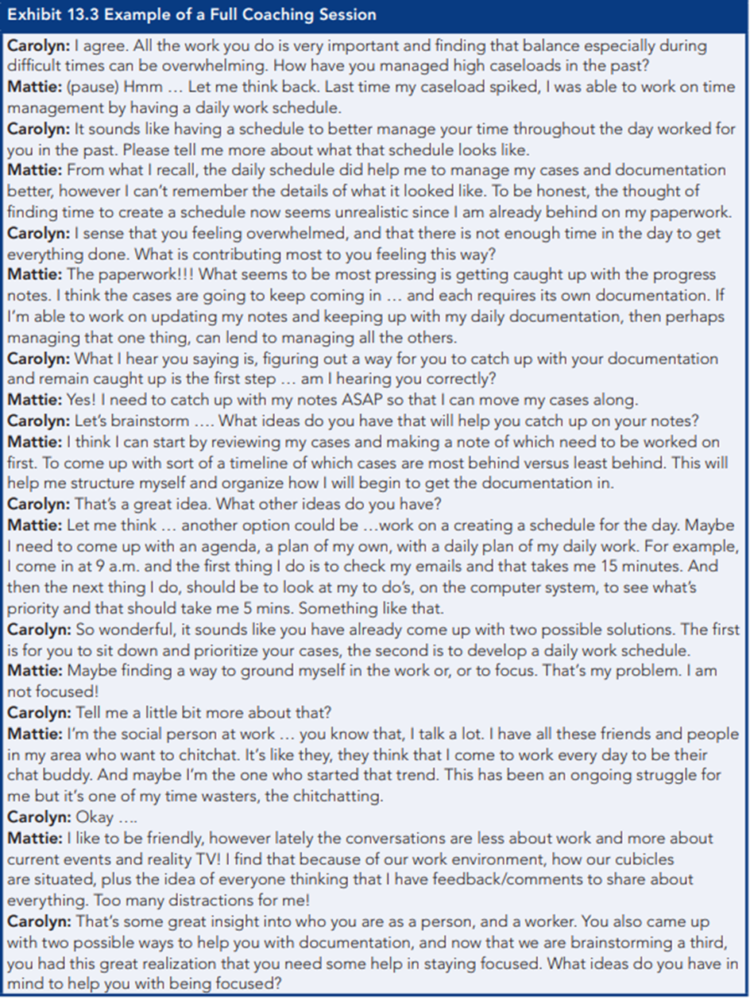 Exhibit 13.3 Example of a Full Coaching Session
Carolyn: I agree. All the work you do is very important and finding that balance especially during
difficult times can be overwhelming. How have you managed high caseloads in the past?
Mattie: (pause) Hmm … Let me think back. Last time my caseload spiked, I was able to work on time
management by having a daily work schedule.
Carolyn: It sounds like having a schedule to better manage your time throughout the day worked for
you in the past. Please tell me more about what that schedule looks like.
Mattie: From what I recall, the daily schedule did help me to manage my cases and documentation
better, however I can't remember the details of what it looked like. To be honest, the thought of
finding time to create a schedule now seems unrealistic since I am already behind on my paperwork.
Carolyn: I sense that you feeling overwhelmed, and that there is not enough time in the day to get
everything done. What is contributing most to you feeling this way?
Mattie: The paperwork!!! What seems to be most pressing is getting caught up with the progress
notes. I think the cases are going to keep coming in … and each requires its own documentation. If
I'm able to work on updating my notes and keeping up with my daily documentation, then perhaps
managing that one thing, can lend to managing all the others.
Carolyn: What I hear you saying is, figuring out a way for you to catch up with your documentation
and remain caught up is the first step … am I hearing you correctly?
Mattie: Yes! I need to catch up with my notes ASAP so that I can move my cases along.
Carolyn: Let's brainstorm …. What ideas do you have that will help you catch up on your notes?
Mattie: I think I can start by reviewing my cases and making a note of which need to be worked on
first. To come up with sort of a timeline of which cases are most behind versus least behind. This will
help me structure myself and organize how I will begin to get the documentation in.
Carolyn: That's a great idea. What other ideas do you have?
Mattie: Let me think … another option could be …work on a creating a schedule for the day. Maybe
I need to come up with an agenda, a plan of my own, with a daily plan of my daily work. For example,
I come in at 9 a.m. and the first thing I do is to check my emails and that takes me 15 minutes. And
then the next thing I do, should be to look at my to do's, on the computer system, to see what's
priority and that should take me 5 mins. Something like that.
Carolyn: So wonderful, it sounds like you have already come up with two possible solutions. The first
is for you to sit down and prioritize your cases, the second is to develop a daily work schedule.
Mattie: Maybe finding a way to ground myself in the work or, or to focus. That's my problem. I am
not focused!
Carolyn: Tell me a little bit more about that?
Mattie: I'm the social person at work … you know that, I talk a lot. I have all these friends and people
in my area who want to chitchat. It's like they, they think that I come to work every day to be their
chat buddy. And maybe I'm the one who started that trend. This has been an ongoing struggle for
me but it's one of my time wasters, the chitchatting.
Carolyn: Okay ….
Mattie: I like to be friendly, however lately the conversations are less about work and more about
current events and reality TV! I find that because of our work environment, how our cubicles
are situated, plus the idea of everyone thinking that I have feedback/comments to share about
everything. Too many distractions for me!
Carolyn: That's some great insight into who you are as a person, and a worker. You also came up
with two possible ways to help you with documentation, and now that we are brainstorming a third,
you had this great realization that you need some help in staying focused. What ideas do you have in
mind to help you with being focused?